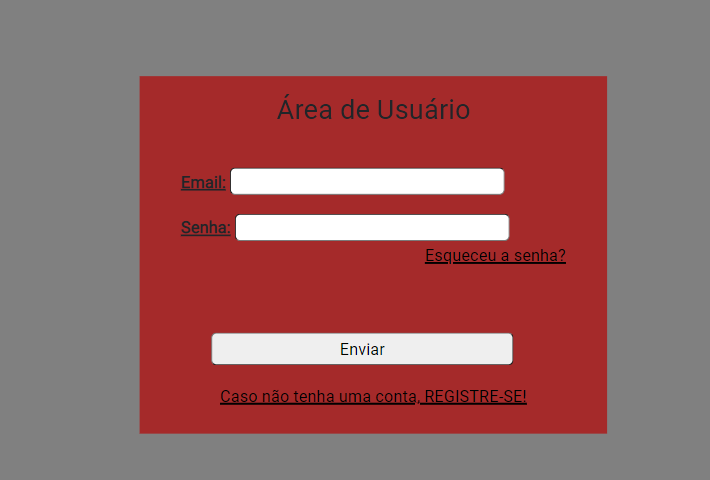 Área de Usuário
Email:
Senha:
Esqueceu a senha?
Enviar
Caso não tenha uma conta, REGISTRE-SE!